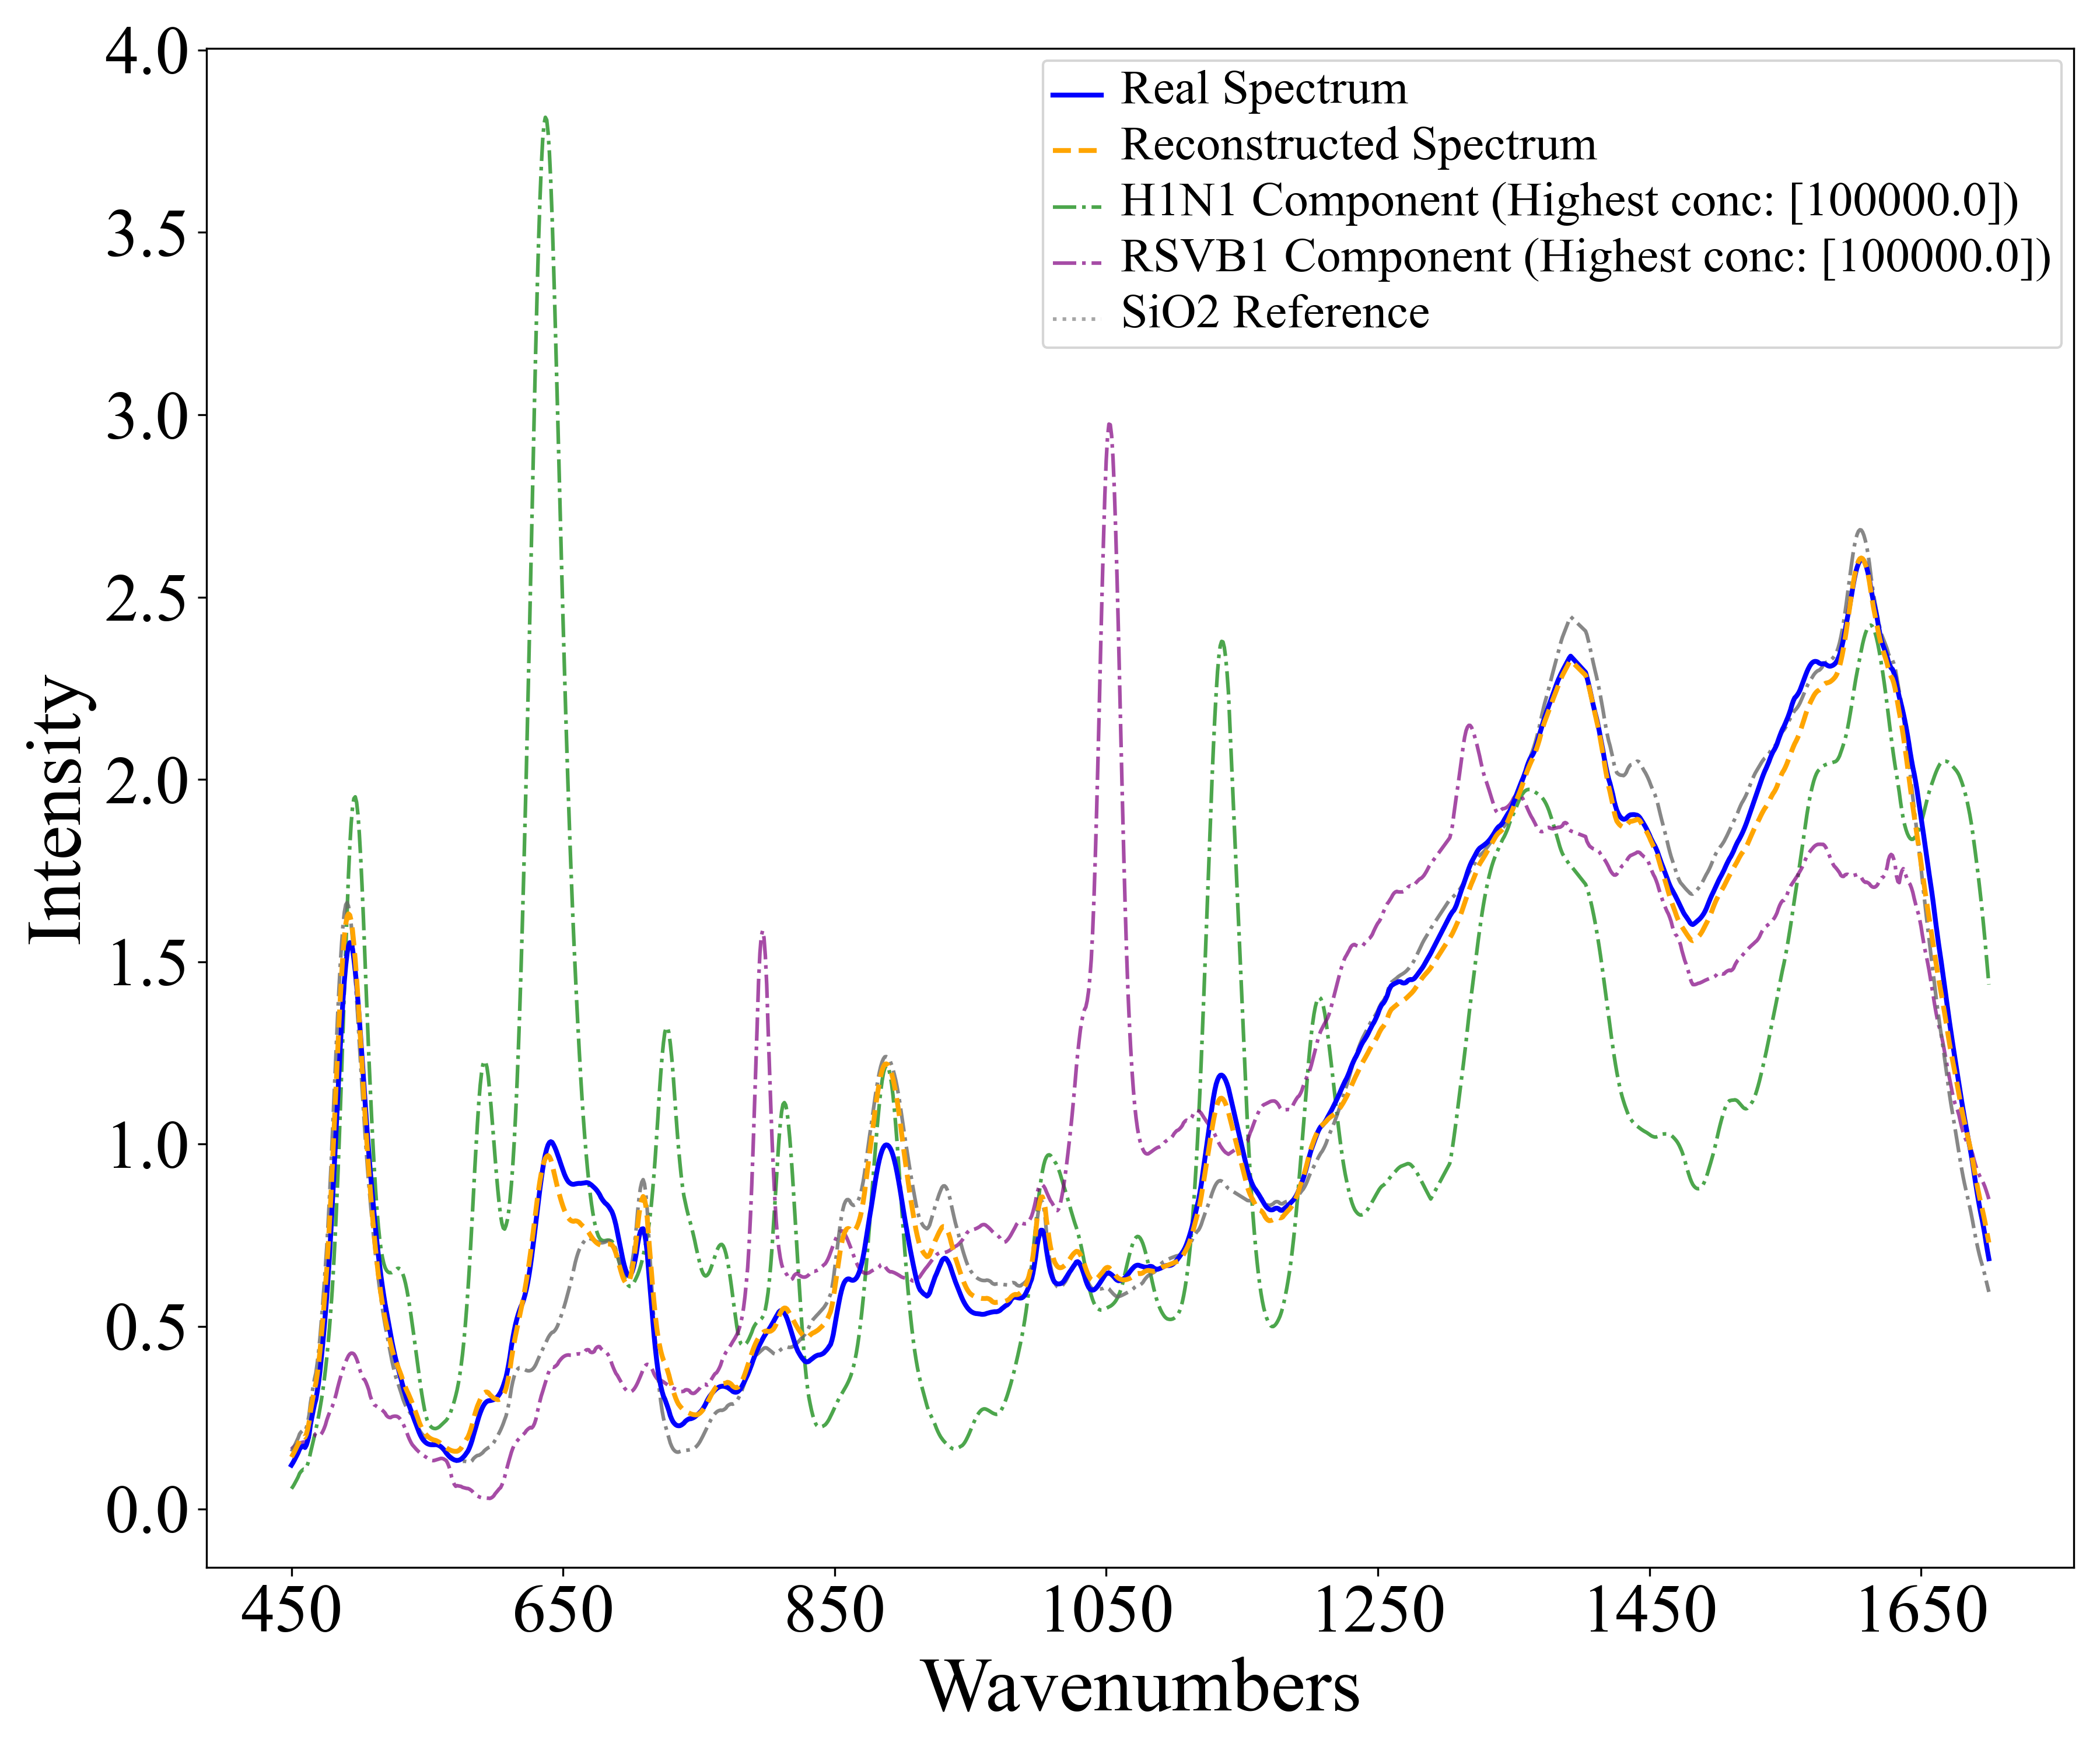 4.0
3.5
3.0
2.5
2.0
1.5
1.0
0.5
0.0
Intensity
Real Spectrum
Reconstructed Spectrum
H1N1 Component (Highest conc: [100000.0])
RSVB1 Component (Highest conc: [100000.0])
SiO2 Reference
450 650 850 1050 1250 1450 1650
Wavenumbers